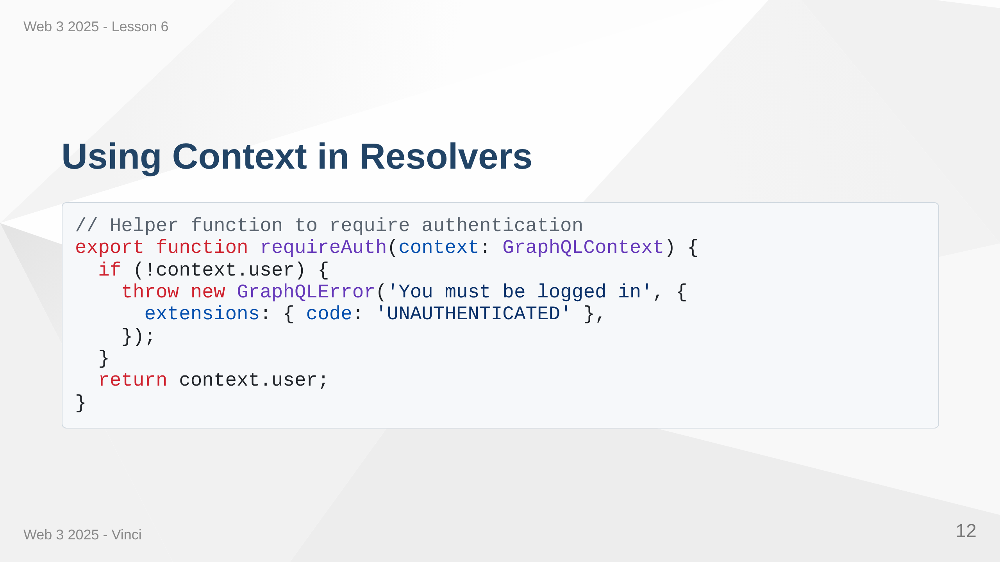 Web 3 2025 - Lesson 6
Using Context in Resolvers
// Helper function to require authentication
export function requireAuth(context: GraphQLContext) {
  if (!context.user) {
    throw new GraphQLError('You must be logged in', {
      extensions: { code: 'UNAUTHENTICATED' },
    });
  }
  return context.user;
}
Web 3 2025 - Vinci
12